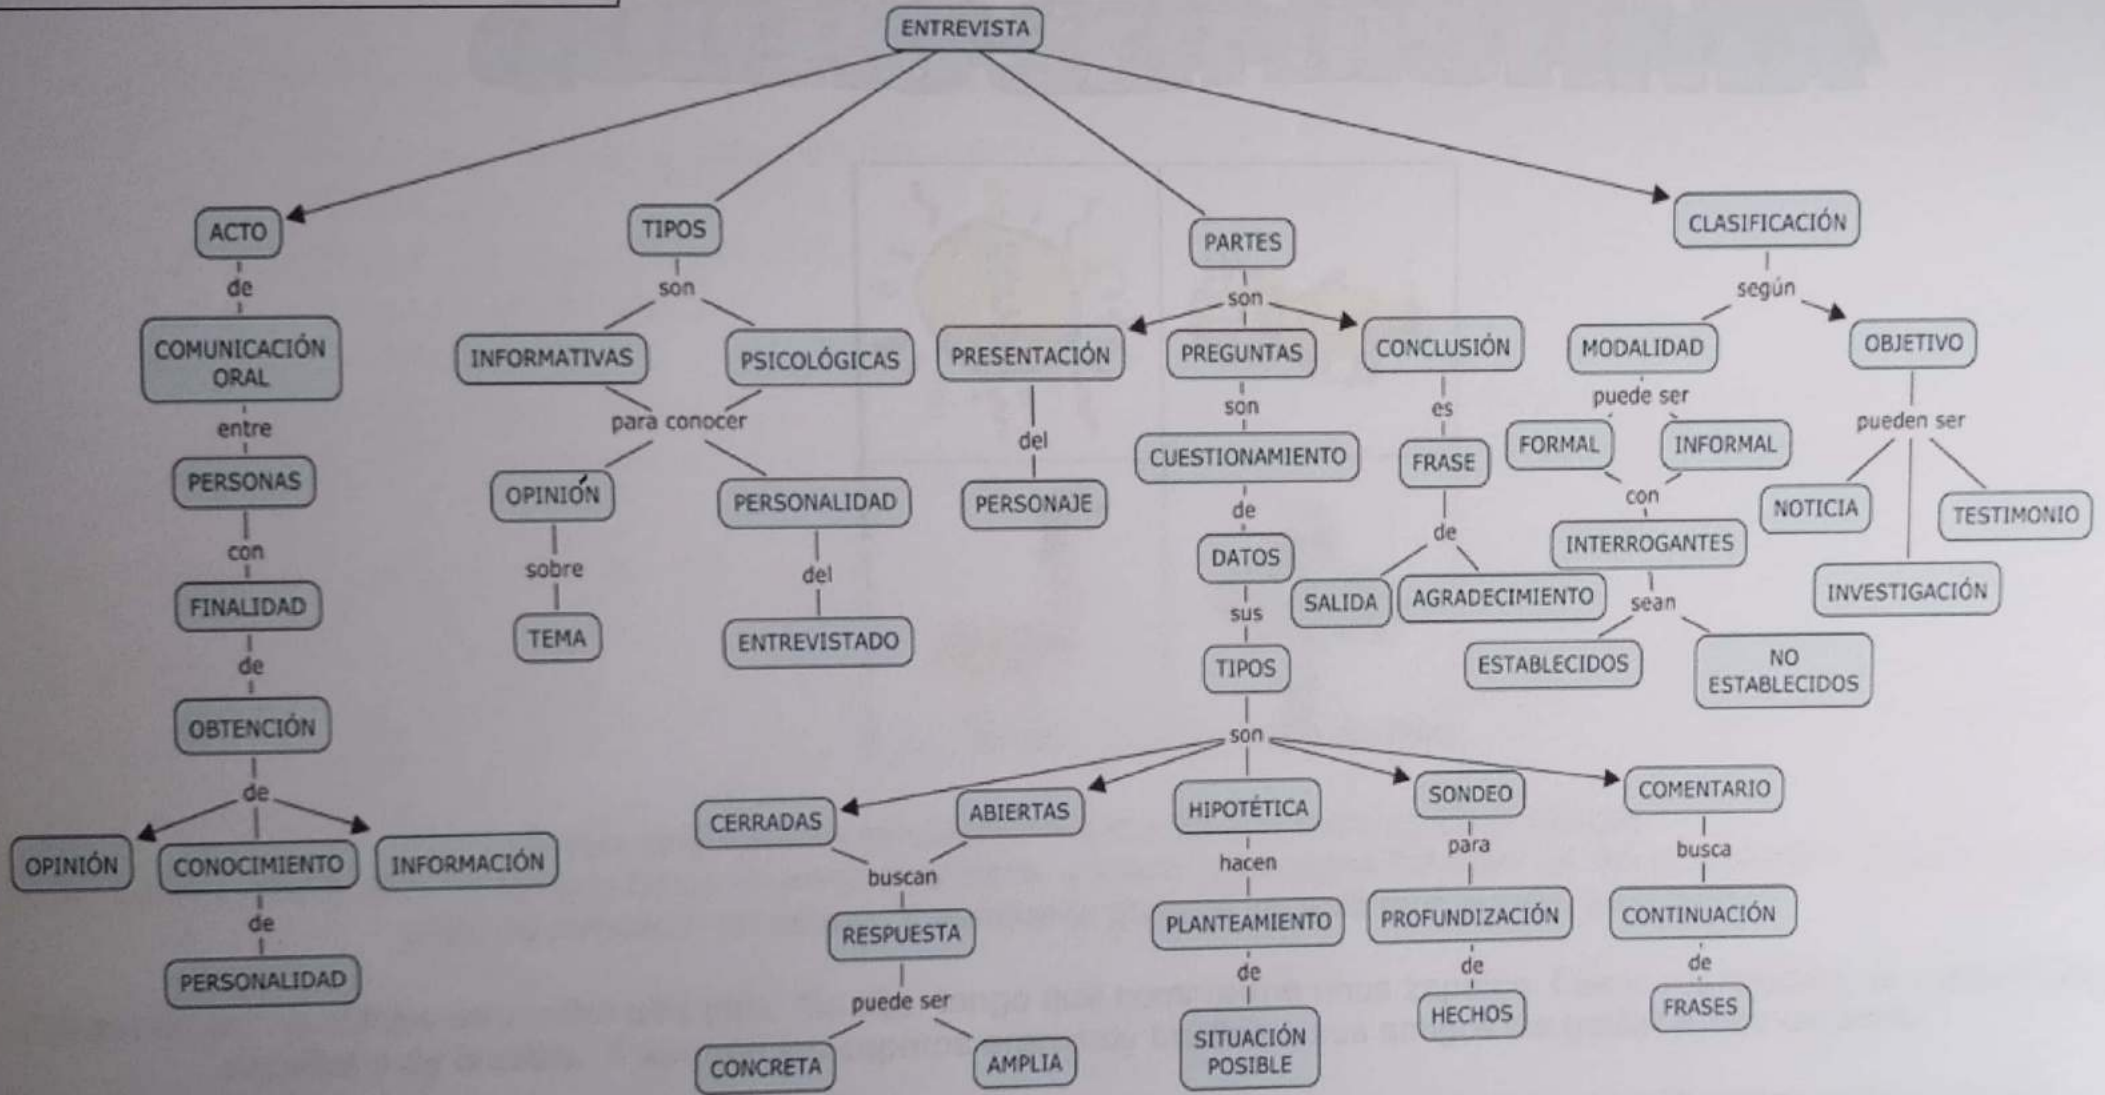 ENTREVISTA
ACTO
TIPOS
PARTES
CLASIFICACIÓN
de
son
son
según
COMUNICACIÓN
ORAL
INFORMATIVAS
PSICOLÓGICAS
PRESENTACIÓN
PREGUNTAS
CONCLUSIÓN
MODALIDAD
OBJETIVO
entre
para conocer
del
son
es
puede ser
pueden ser
PERSONAS
OPINIÓN
PERSONALIDAD
PERSONAJE
CUESTIONAMIENTO
FRASE
FORMAL
INFORMAL
NOTICIA
TESTIMONIO
con
sobre
del
de
de
con
INTERROGANTES
INVESTIGACIÓN
FINALIDAD
TEMA
ENTREVISTADO
DATOS
SALIDA
AGRADECIMIENTO
sean
de
sus
ESTABLECIDOS
NO
ESTABLECIDOS
OBTENCIÓN
TIPOS
de
son
OPINIÓN
CONOCIMIENTO
INFORMACIÓN
CERRADAS
ABIERTAS
HIPOTÉTICA
SONDEO
COMENTARIO
de
buscan
hacen
para
busca
PERSONALIDAD
RESPUESTA
PLANTEAMIENTO
PROFUNDIZACIÓN
CONTINUACIÓN
puede ser
de
de
de
CONCRETA
AMPLIA
SITUACIÓN
POSIBLE
HECHOS
FRASES